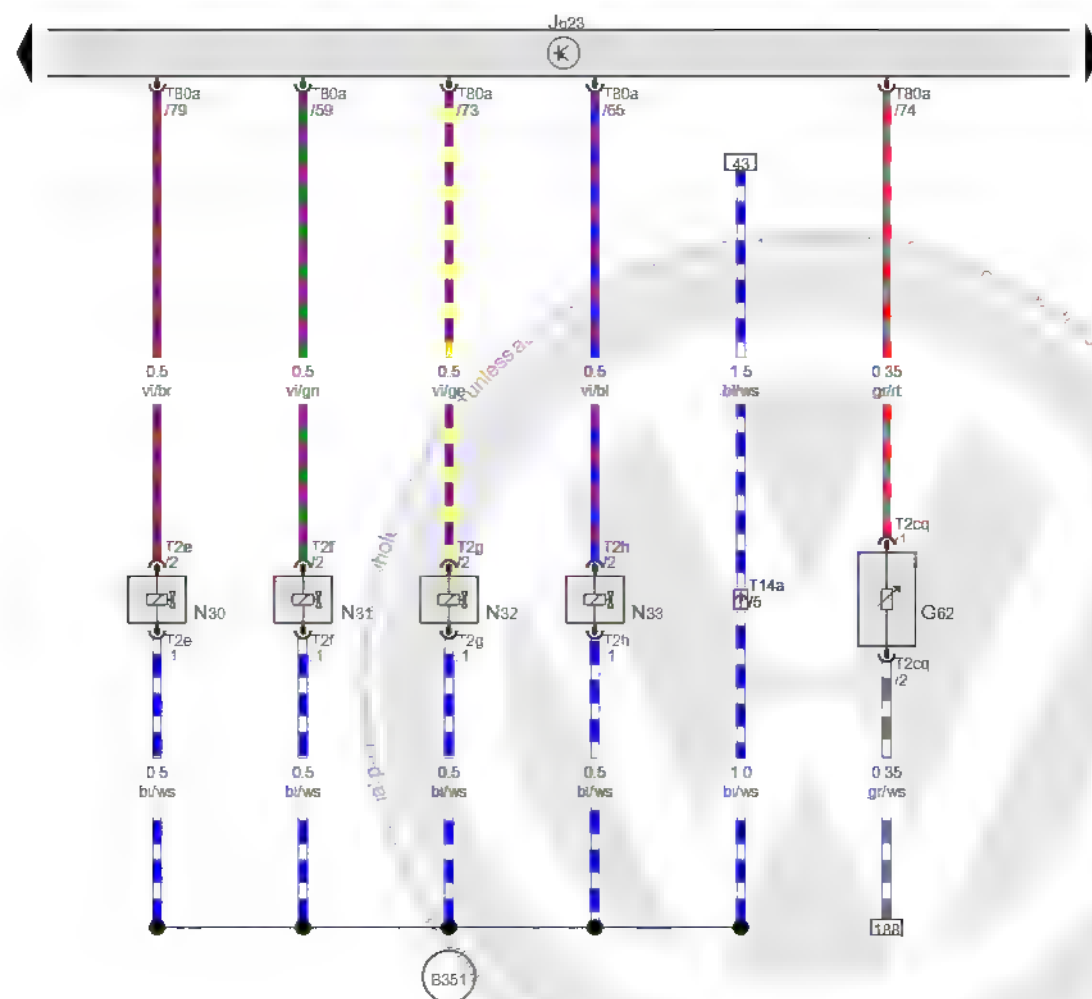 J623
T80a
/79
T80a
/59
T80a
/73
T80a
/65
T80a
/74
43
0.5
vi/br
0.5
vi/gn
0.5
vi/ge
0.5
vi/bl
1.5
bl/ws
0.35
gr/rt
unless a
T2cq
/1
T2e
/2
T2f
/2
T2g
/2
T2h
/2
T14a
/5
N30
N31
N32
N33
G62
T2e
/1
T2f
/1
T2g
/1
T2h
/1
T2cq
/2
0.5
bl/ws
0.5
bl/ws
0.5
bl/ws
0.5
bl/ws
1.0
bl/ws
0.35
gr/ws
188
B351